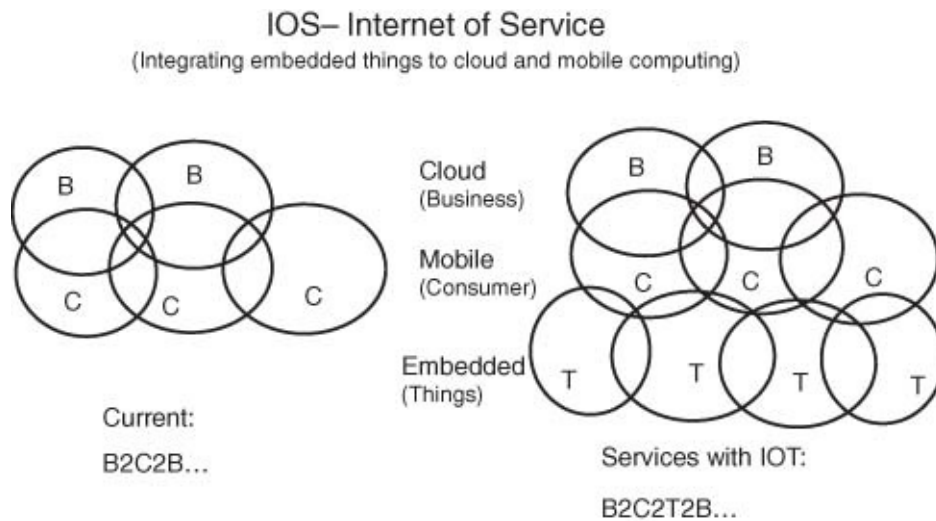 IOS– Internet of Service
(Integrating embedded things to cloud and mobile computing)
B
B
C
C
C
Current:
B2C2B...
Cloud
(Business)
Mobile
(Consumer)
Embedded
(Things)
B
B
C
C
C
T
T
T
T
Services with IOT:
B2C2T2B...